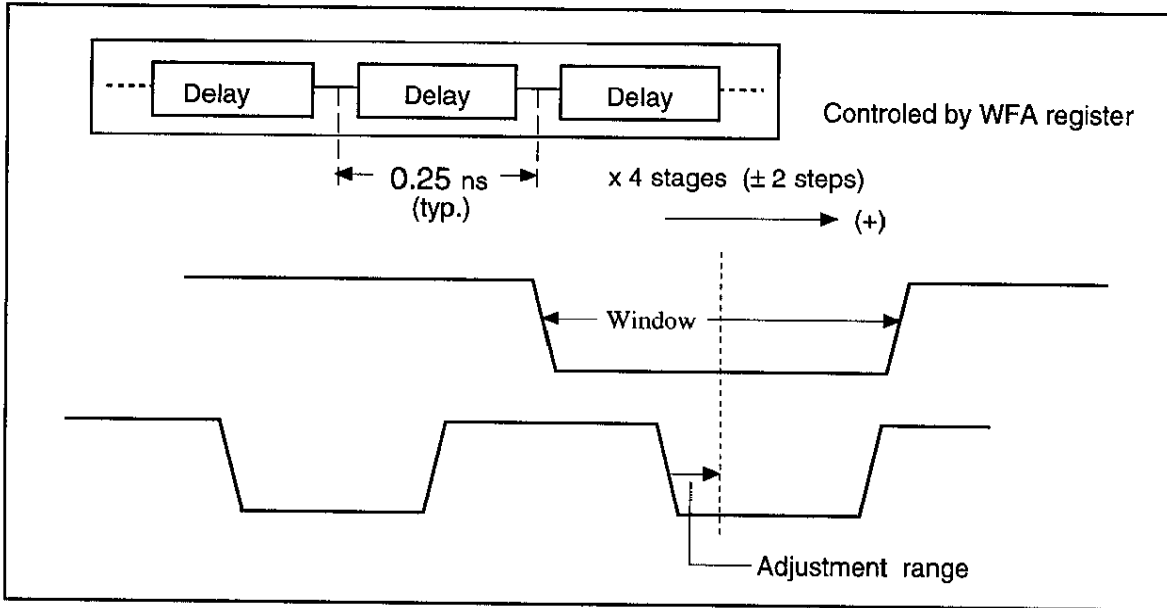 Delay Delay Delay
Controled by WFA register
0.25 ns
(typ.)
x 4 stages (± 2 steps)
(+)
Window
Adjustment range